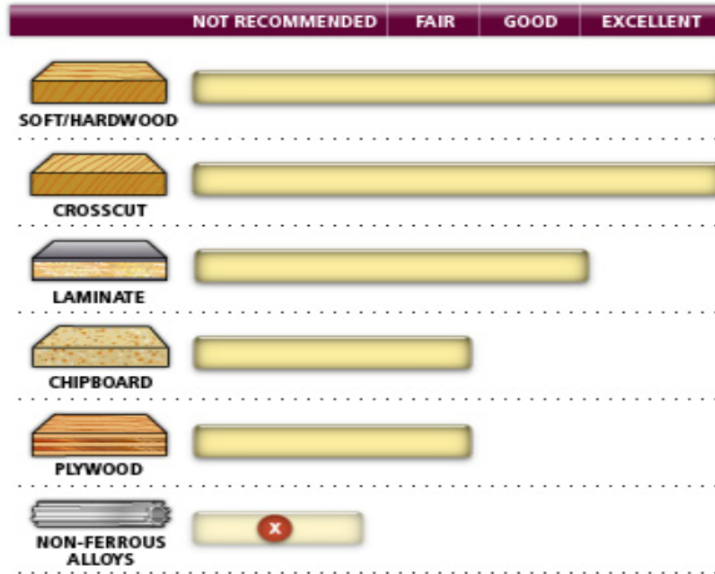 NOT RECOMMENDED FAIR GOOD EXCELLENT
SOFT/HARDWOOD
CROSSCUT
LAMINATE
CHIPBOARD
PLYWOOD
X
NON-FERROUS
ALLOYS